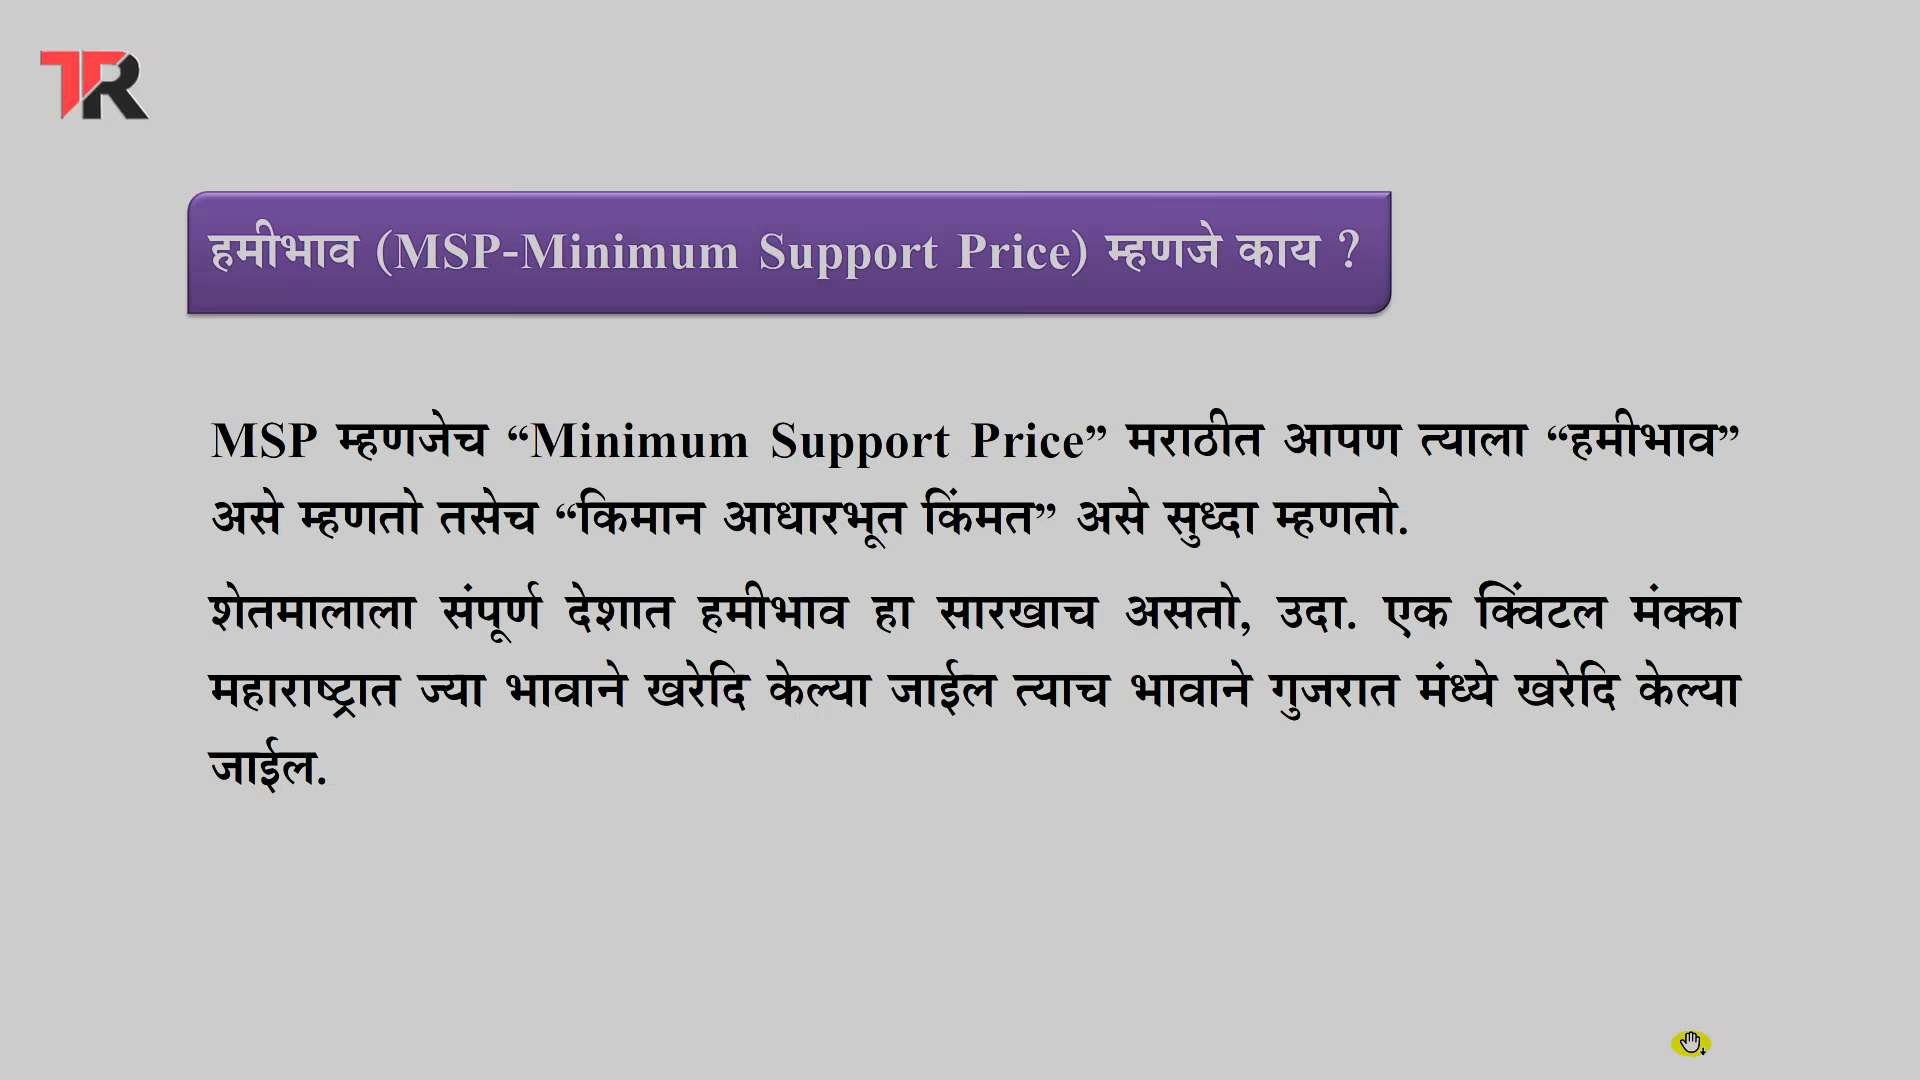 TR
हमीभाव (MSP-Minimum Support Price) म्हणजे काय ?
MSP म्हणजेच “Minimum Support Price” मराठीत आपण त्याला “हमीभाव”
असे म्हणतो तसेच “किमान आधारभूत किंमत” असे सुध्दा म्हणतो.
शेतमालाला संपूर्ण देशात हमीभाव हा सारखाच असतो, उदा. एक क्विंटल मंक्का
महाराष्ट्रात ज्या भावाने खरेदि केल्या जाईल त्याच भावाने गुजरात मंध्ये खरेदि केल्या
जाईल.